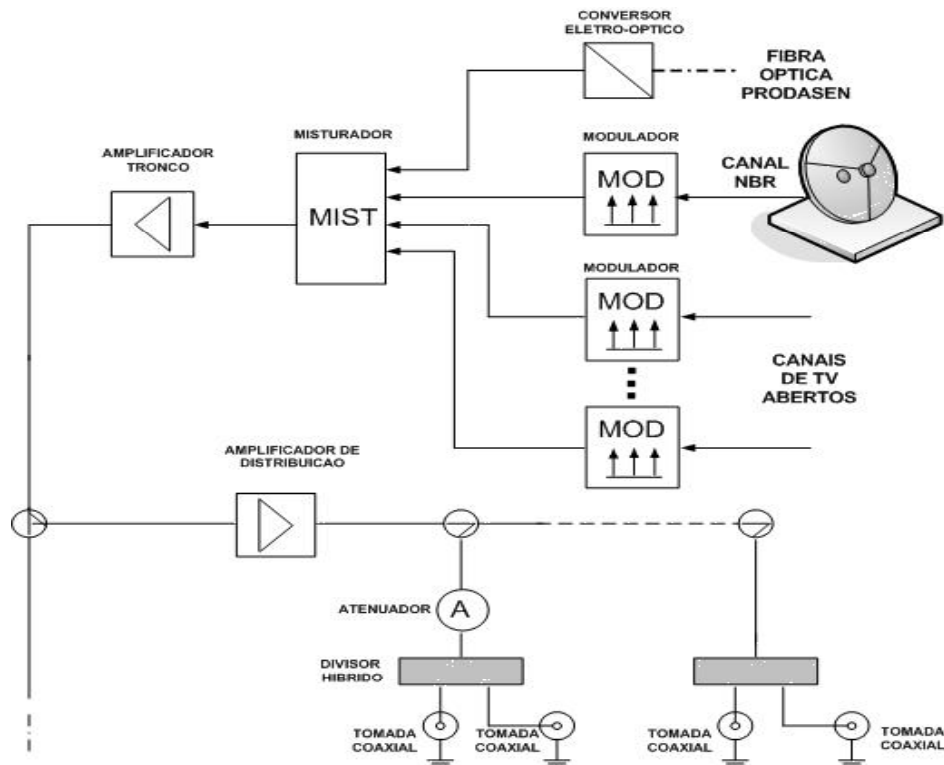 CONVERSOR
ELETRO-OPTICO
FIBRA
OPTICA
PRODASEN
MISTURADOR
MODULADOR
AMPLIFICADOR
TRONCO
MOD
CANAL
NBR
MIST
MODULADOR
MOD
CANAIS
DE TV
ABERTOS
MOD
AMPLIFICADOR DE
DISTRIBUICAO
ATENUADOR
A
DIVISOR
HIBRIDO
TOMADA
COAXIAL
TOMADA
COAXIAL
TOMADA
COAXIAL
TOMADA
COAXIAL